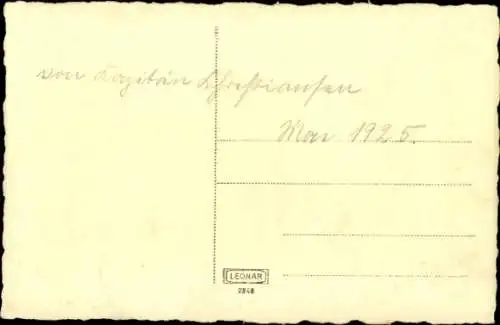 von Kapitän Christiansen
Mai 1925.
LEONAR
2848